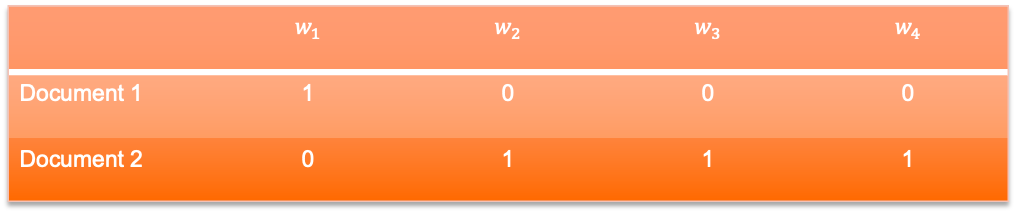 w₁ w₂ w₃ w₄
Document 1 1 0 0 0
Document 2 0 1 1 1